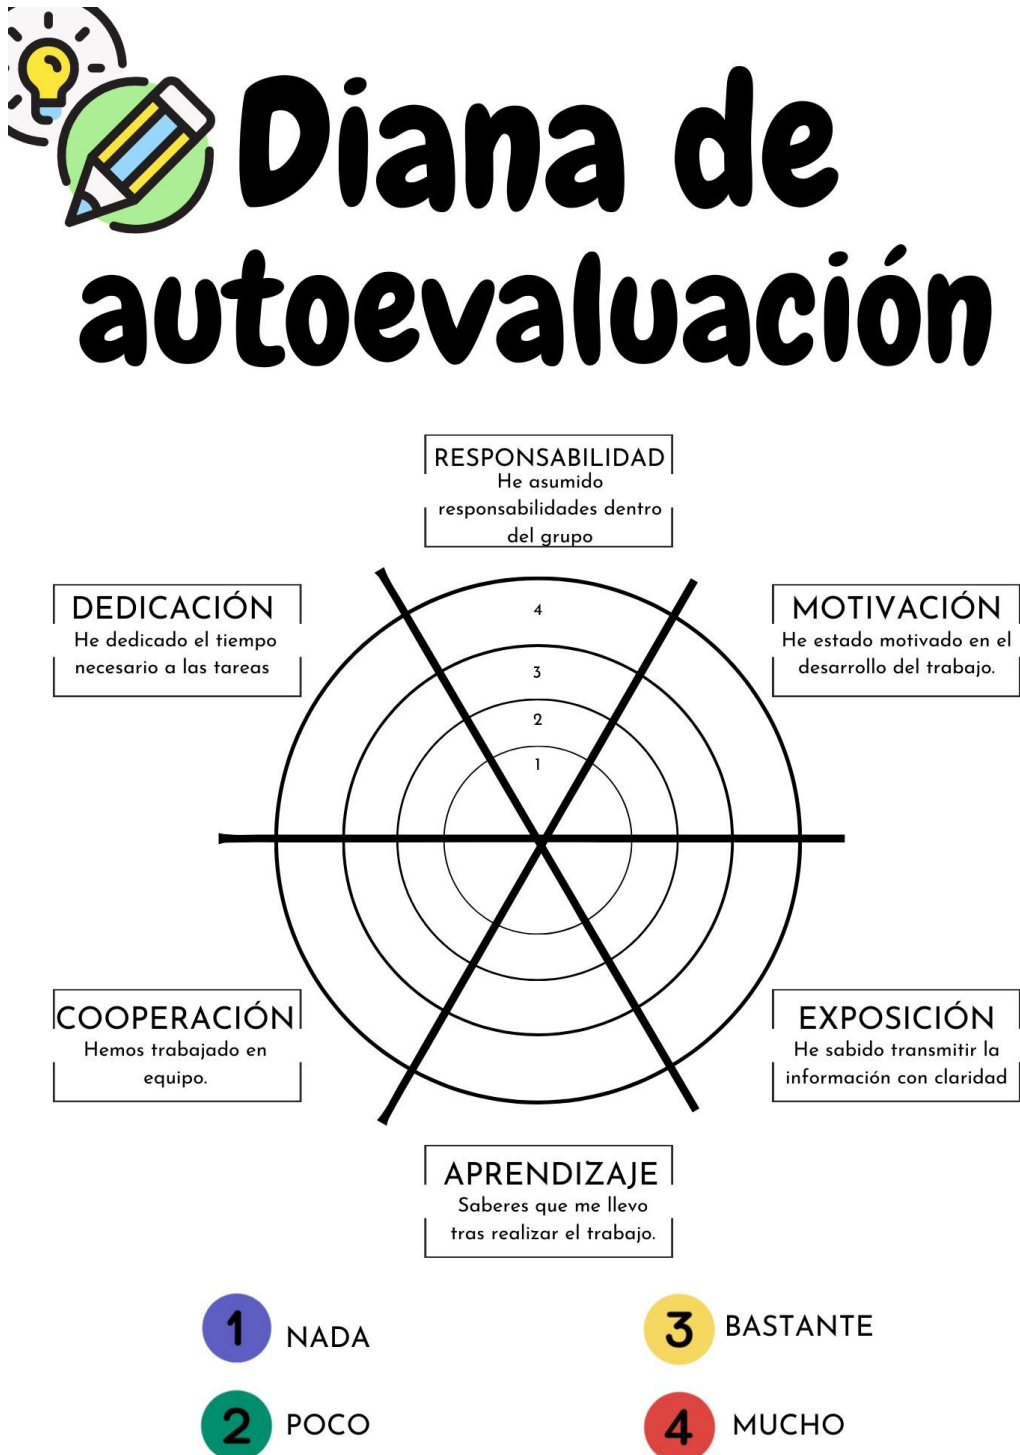 Diana de
autoevaluación
RESPONSABILIDAD
He asumido
responsabilidades dentro
del grupo
DEDICACIÓN
He dedicado el tiempo
necesario a las tareas
MOTIVACIÓN
He estado motivado en el
desarrollo del trabajo.
4
3
2
1
COOPERACIÓN
Hemos trabajado en
equipo.
EXPOSICIÓN
He sabido transmitir la
información con claridad
APRENDIZAJE
Saberes que me llevo
tras realizar el trabajo.
1 NADA
3 BASTANTE
2 POCO
4 MUCHO